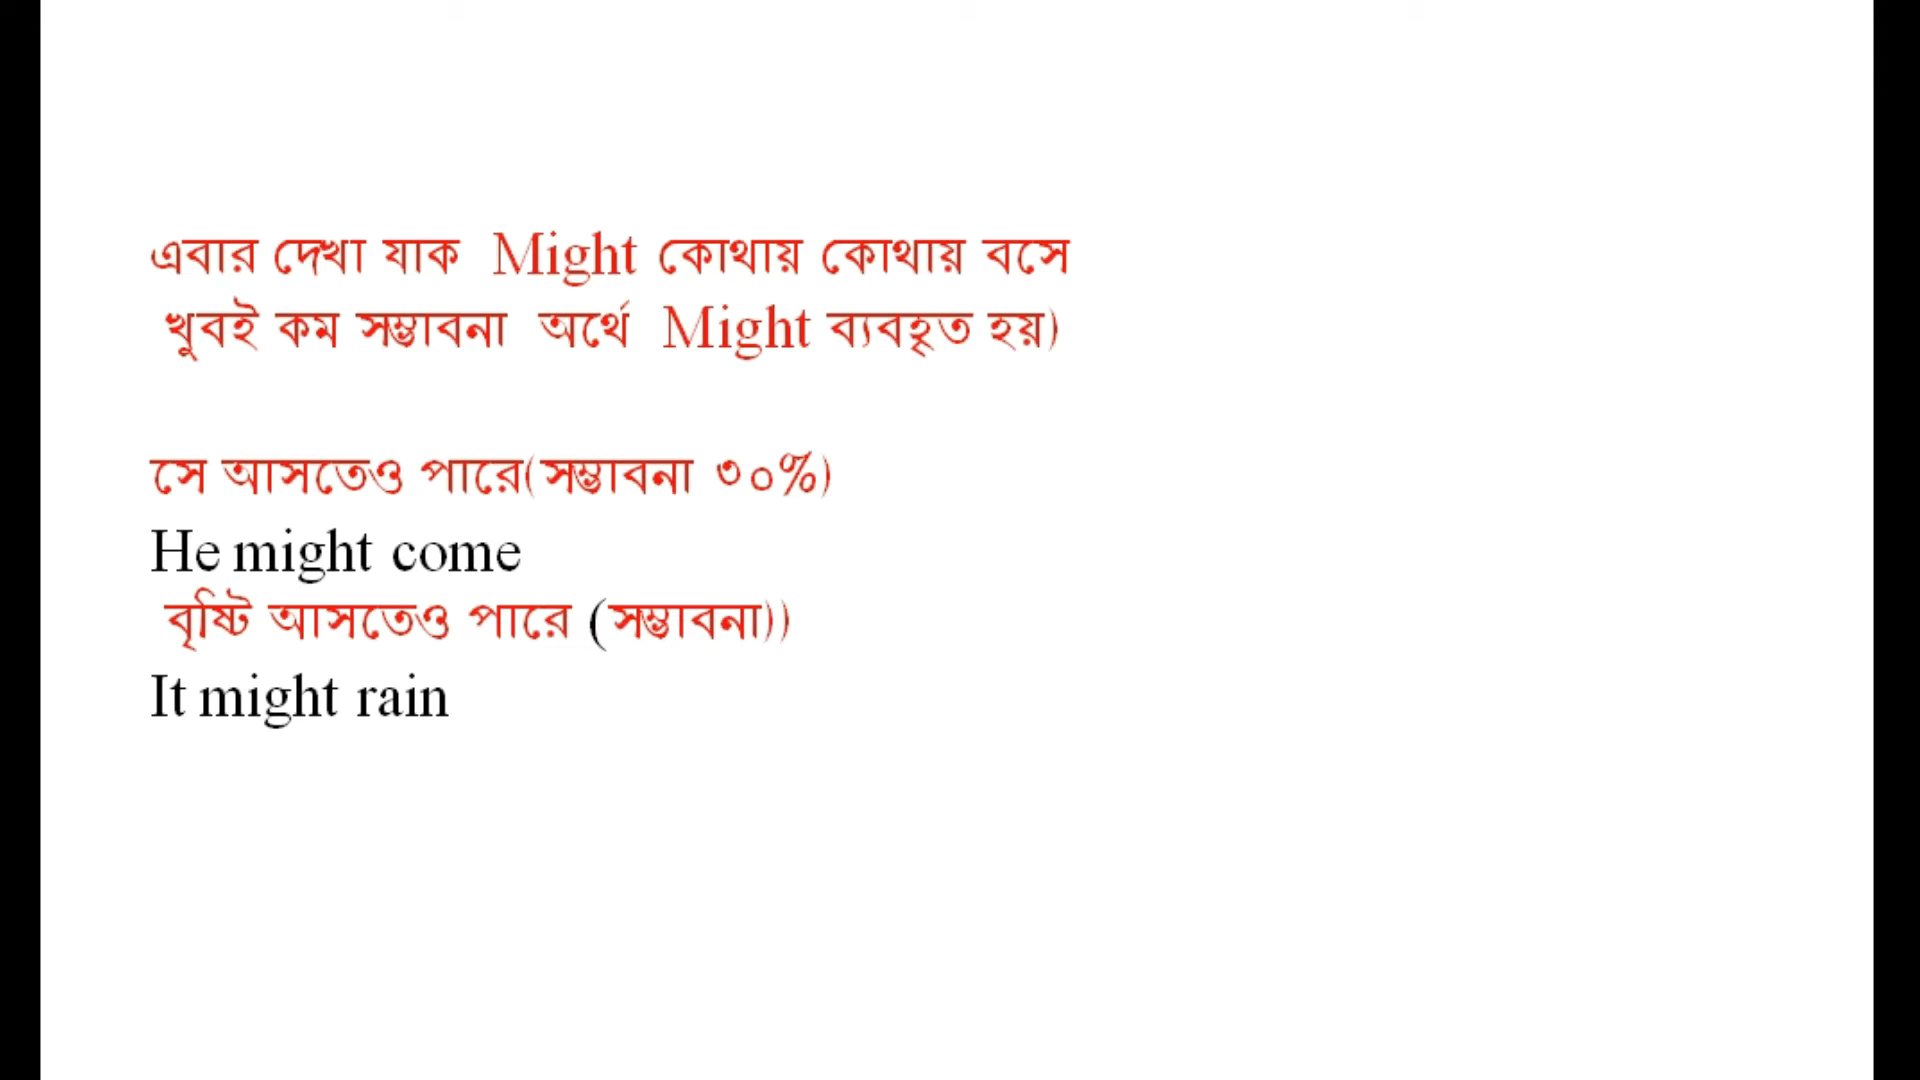 এবার দেখা যাক Might কোথায় কোথায় বসে
খুবই কম সম্ভাবনা অর্থে Might ব্যবহৃত হয়)
সে আসতেও পারে(সম্ভাবনা ৩০%)
He might come
বৃষ্টি আসতেও পারে (সম্ভাবনা))
It might rain